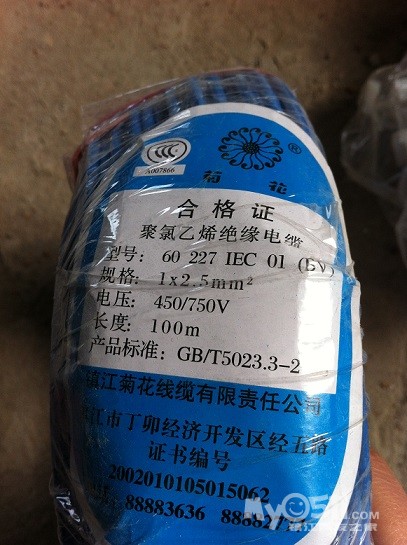 CCC
A007866
菊花
®
合格证
聚氯乙烯绝缘电缆
型号: 60 227 IEC 01 (BV)
规格: 1x2.5mm²
电压: 450/750V
长度: 100m
产品标准: GB/T5023.3-2
镇江菊花线缆有限责任公司
江市丁卯经济开发区经五路
证书编号
2002010105015062
88883636